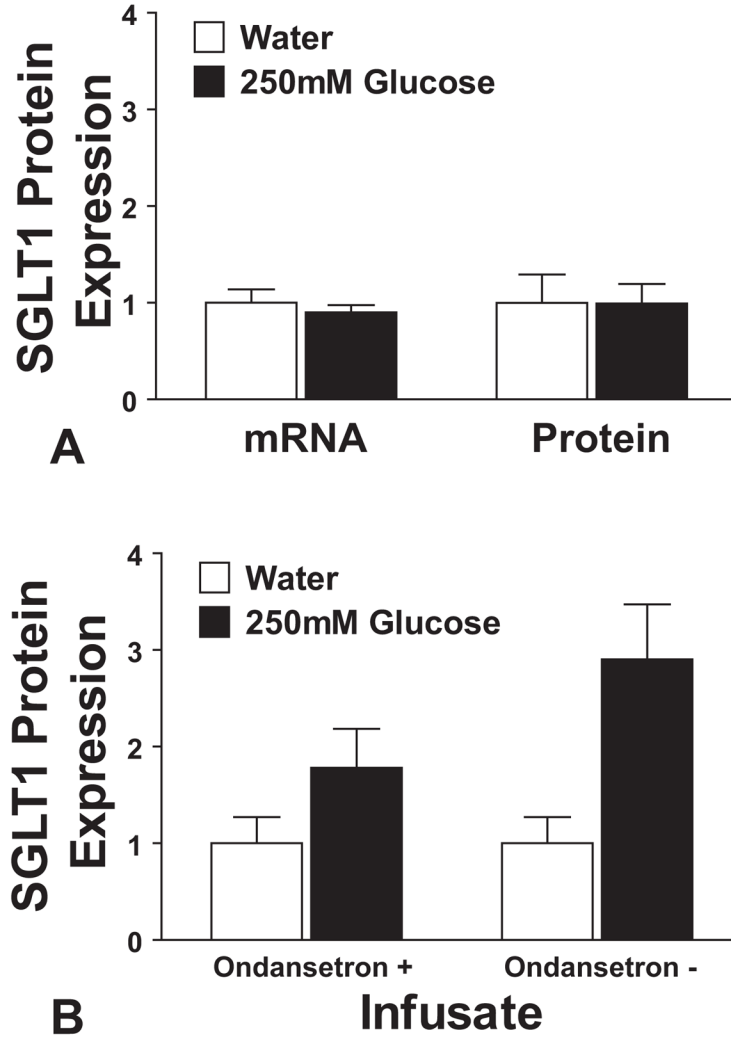 SGLT1 Protein
Expression
4
3
2
1
0
Water
250mM Glucose
mRNA
Protein
A
SGLT1 Protein
Expression
4
3
2
1
0
Water
250mM Glucose
Ondansetron +
Ondansetron -
B
Infusate